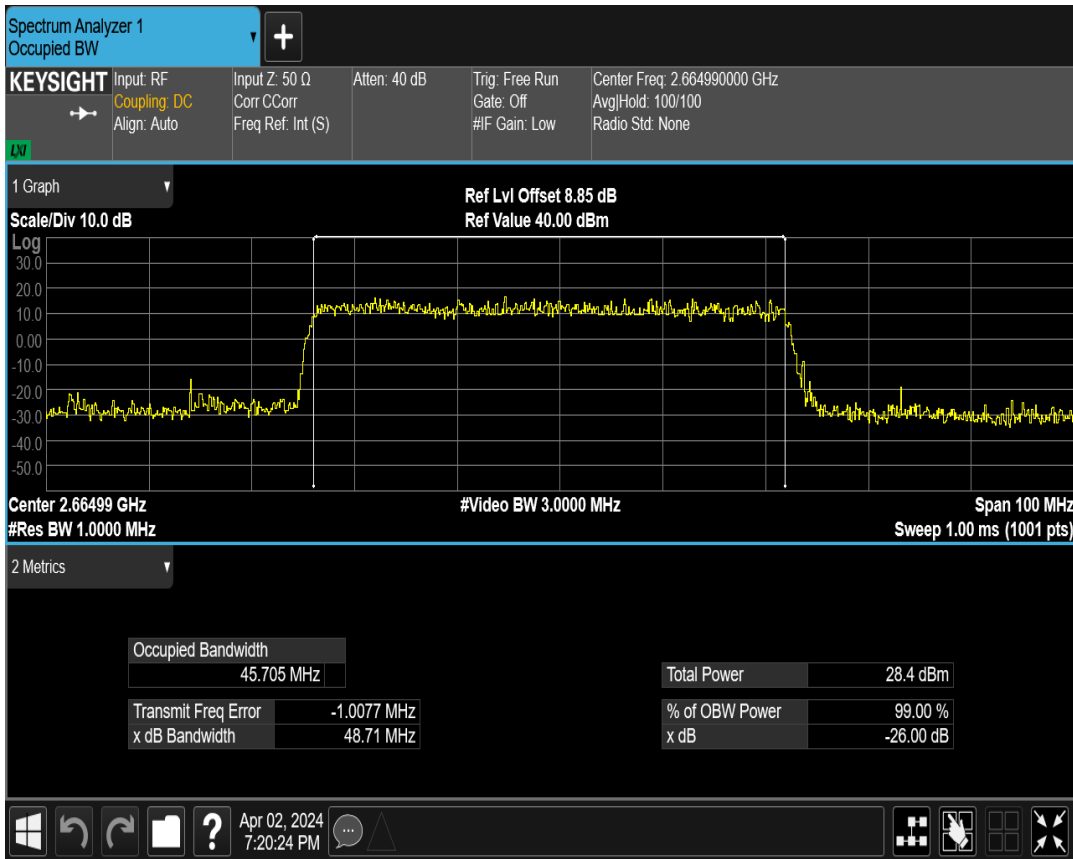 Spectrum Analyzer 1
Occupied BW
+
KEYSIGHT
LXI
Input: RF
Coupling: DC
Align: Auto
Input Z: 50 Ω
Corr CCorr
Freq Ref: Int (S)
Atten: 40 dB
Trig: Free Run
Gate: Off
#IF Gain: Low
Center Freq: 2.664990000 GHz
Avg|Hold: 100/100
Radio Std: None
1 Graph
Scale/Div 10.0 dB
Ref Lvl Offset 8.85 dB
Ref Value 40.00 dBm
Log
30.0
20.0
10.0
0.00
-10.0
-20.0
-30.0
-40.0
-50.0
Center 2.66499 GHz
#Video BW 3.0000 MHz
Span 100 MHz
#Res BW 1.0000 MHz
Sweep 1.00 ms (1001 pts)
2 Metrics
Occupied Bandwidth
45.705 MHz
Total Power 28.4 dBm
Transmit Freq Error -1.0077 MHz
% of OBW Power 99.00 %
x dB Bandwidth 48.71 MHz
x dB -26.00 dB
?
Apr 02, 2024
7:20:24 PM